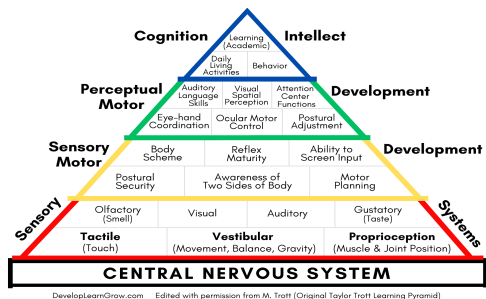 Cognition Intellect
Learning
(Academic)
Daily
Living
Activities
Behavior
Perceptual
Motor
Development
Auditory
Language
Skills
Visual
Spatial
Perception
Attention
Center
Functions
Eye-hand
Coordination
Ocular Motor
Control
Postural
Adjustment
Sensory
Motor
Development
Body
Scheme
Reflex
Maturity
Ability to
Screen Input
Postural
Security
Awareness of
Two Sides of Body
Motor
Planning
Sensory
Systems
Olfactory
(Smell)
Visual
Auditory
Gustatory
(Taste)
Tactile
(Touch)
Vestibular
(Movement, Balance, Gravity)
Proprioception
(Muscle & Joint Position)
CENTRAL NERVOUS SYSTEM
DevelopLearnGrow.com Edited with permission from M. Trott (Original Taylor Trott Learning Pyramid)